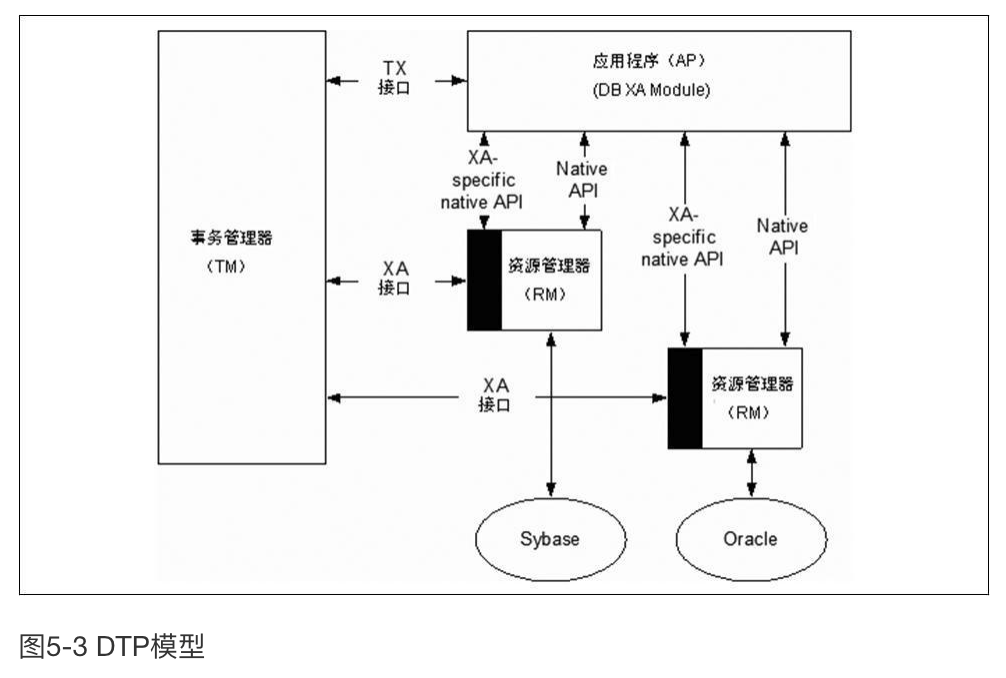 TX
接口
应用程序（AP）
(DB XA Module)
XA-
specific
native API
Native
API
XA-
specific
native API
Native
API
事务管理器
（TM）
XA
接口
资源管理器
（RM）
XA
接口
资源管理器
（RM）
Sybase
Oracle
图5-3 DTP模型